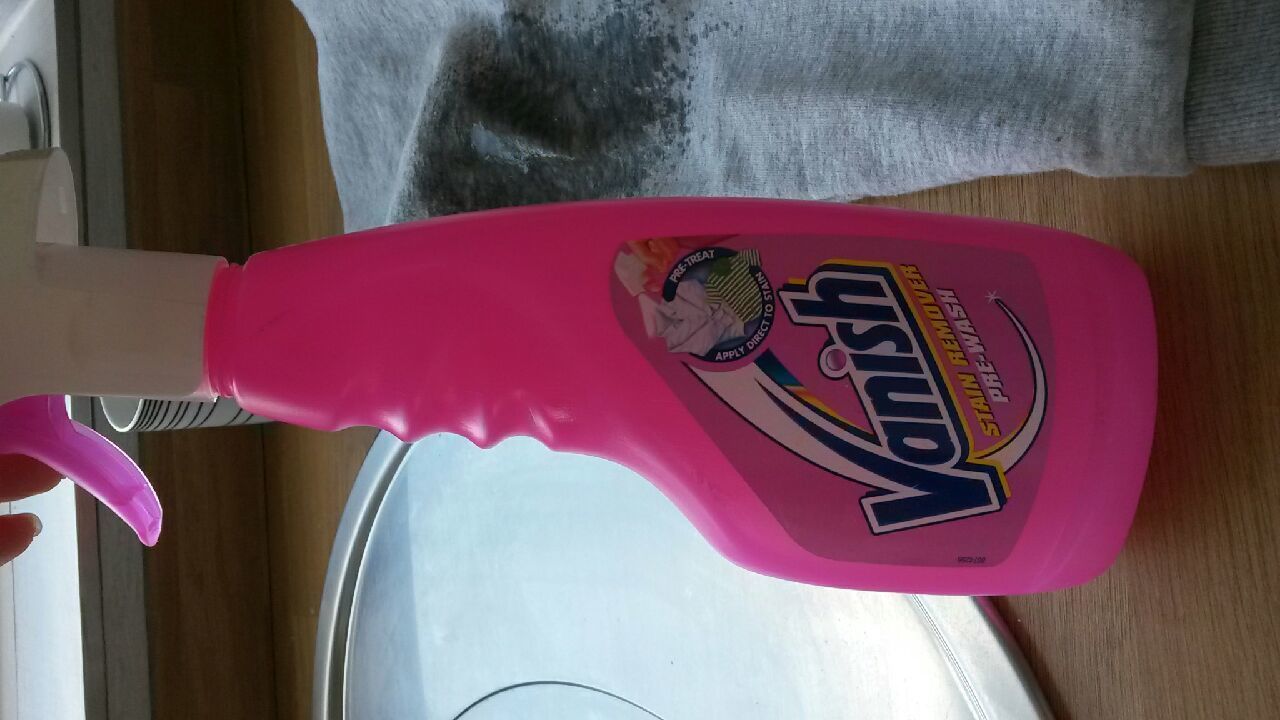 PRE-TREAT
APPLY DIRECT TO STAIN
Vanish
STAIN REMOVER
PRE-WASH